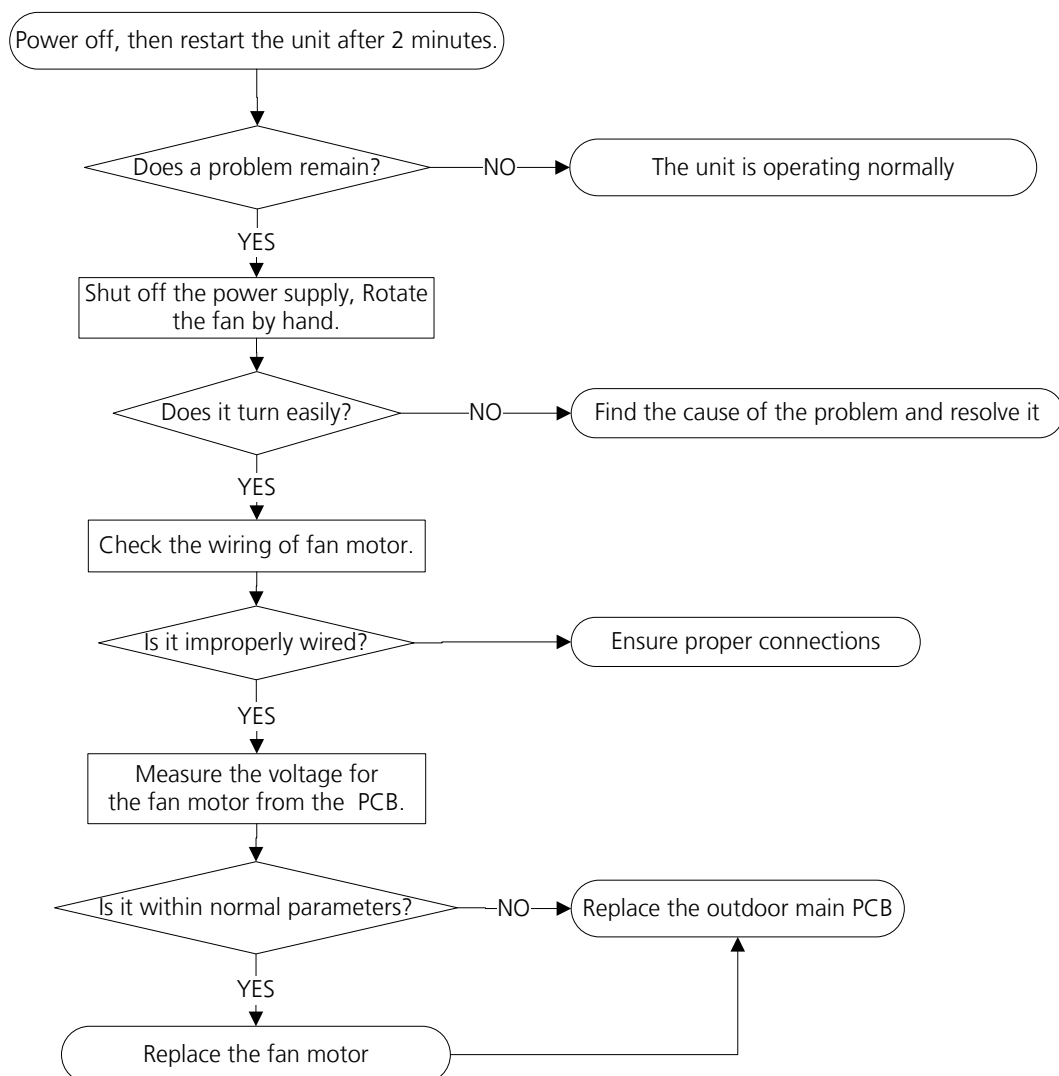 Power off, then restart the unit after 2 minutes.
Does a problem remain?
NO
The unit is operating normally
YES
Shut off the power supply, Rotate
the fan by hand.
Does it turn easily?
NO
Find the cause of the problem and resolve it
YES
Check the wiring of fan motor.
Is it improperly wired?
Ensure proper connections
YES
Measure the voltage for
the fan motor from the PCB.
Is it within normal parameters?
NO
Replace the outdoor main PCB
YES
Replace the fan motor